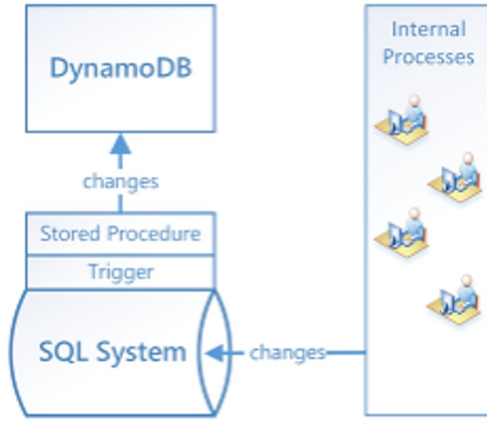 DynamoDB
Internal
Processes
changes
Stored Procedure
Trigger
SQL System
changes